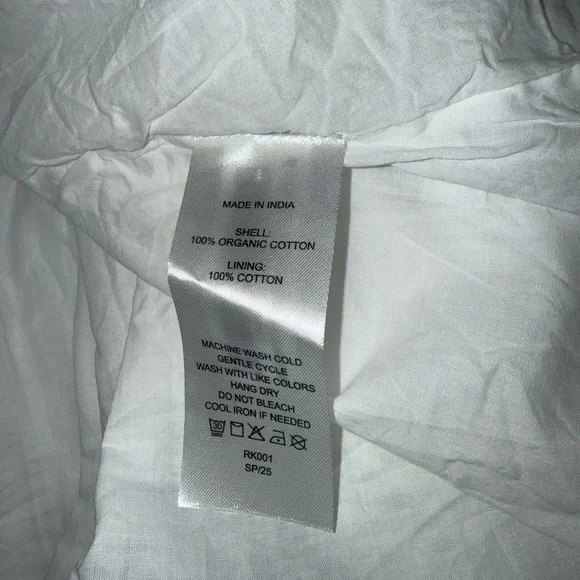 MADE IN INDIA
SHELL:
100% ORGANIC COTTON
LINING:
100% COTTON
MACHINE WASH COLD
GENTLE CYCLE
WASH WITH LIKE COLORS
HANG DRY
DO NOT BLEACH
COOL IRON IF NEEDED
30
RK001
SP/25